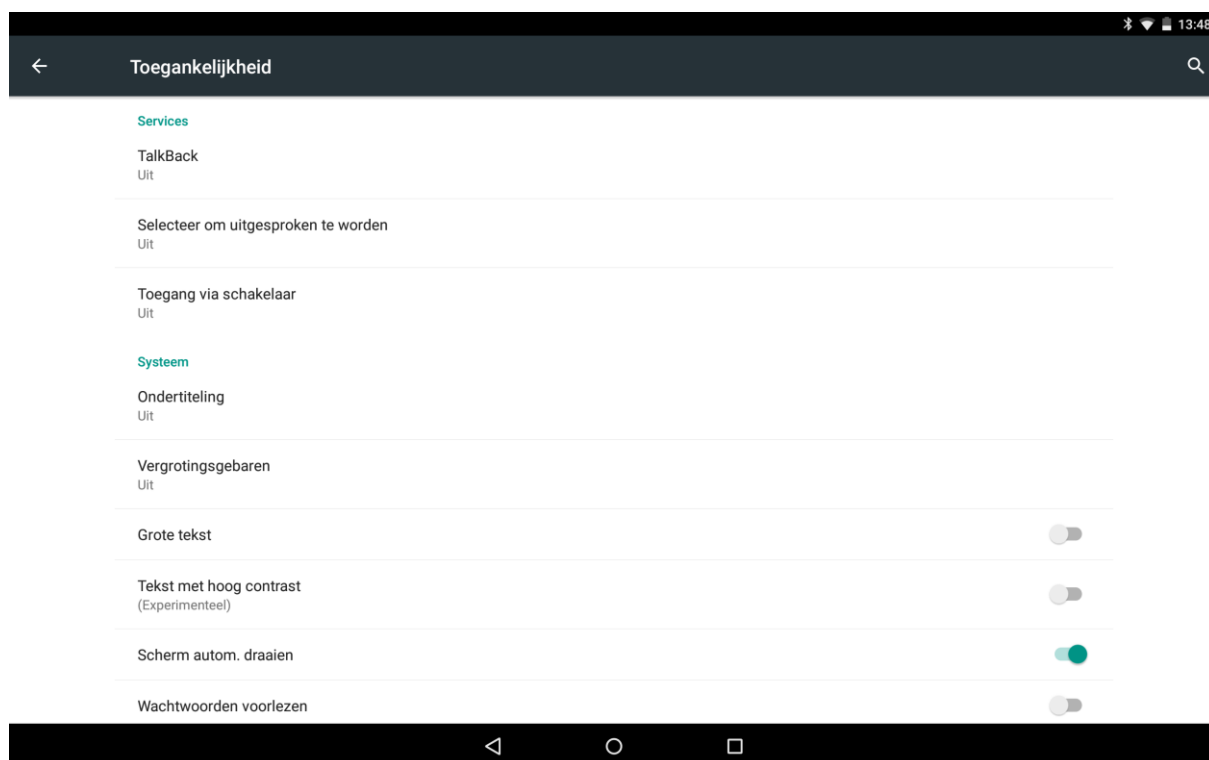 13:48
Toegankelijkheid
Services
TalkBack
Uit
Selecteer om uitgesproken te worden
Uit
Toegang via schakelaar
Uit
Systeem
Ondertiteling
Uit
Vergrotingsgebaren
Uit
Grote tekst
Tekst met hoog contrast
(Experimenteel)
Scherm autom. draaien
Wachtwoorden voorlezen